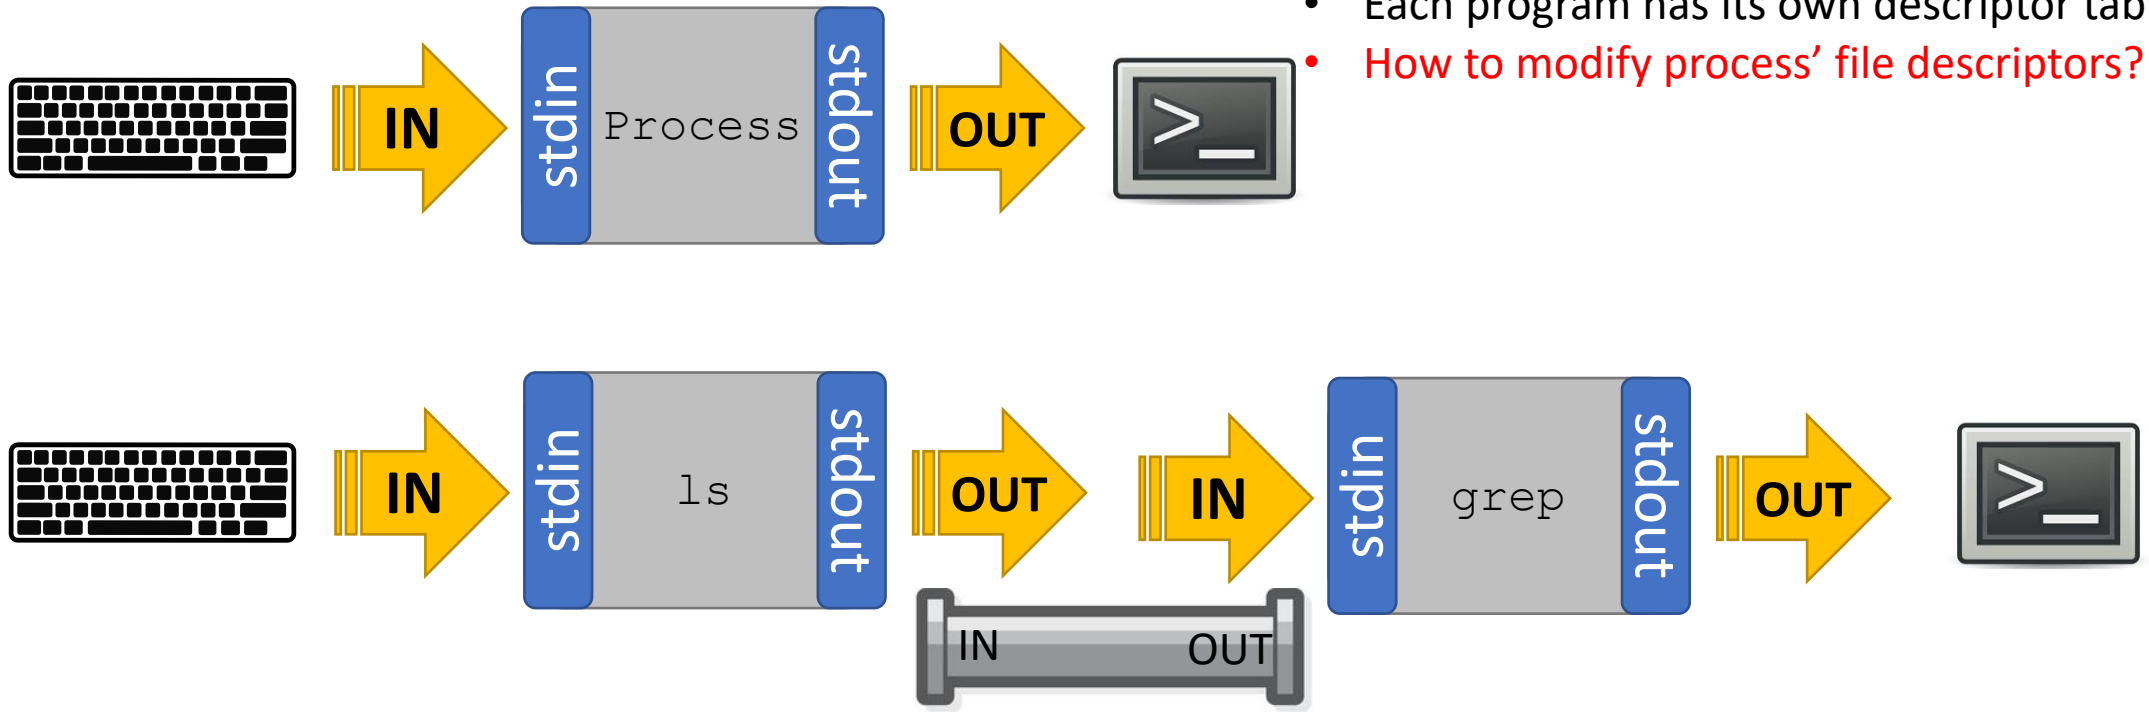 • Each program has its own descriptor tab
• How to modify process’ file descriptors?
IN
stdin
Process
stdout
OUT
>_
IN
stdin
ls
stdout
OUT
IN
stdin
grep
stdout
OUT
>_
IN
OUT